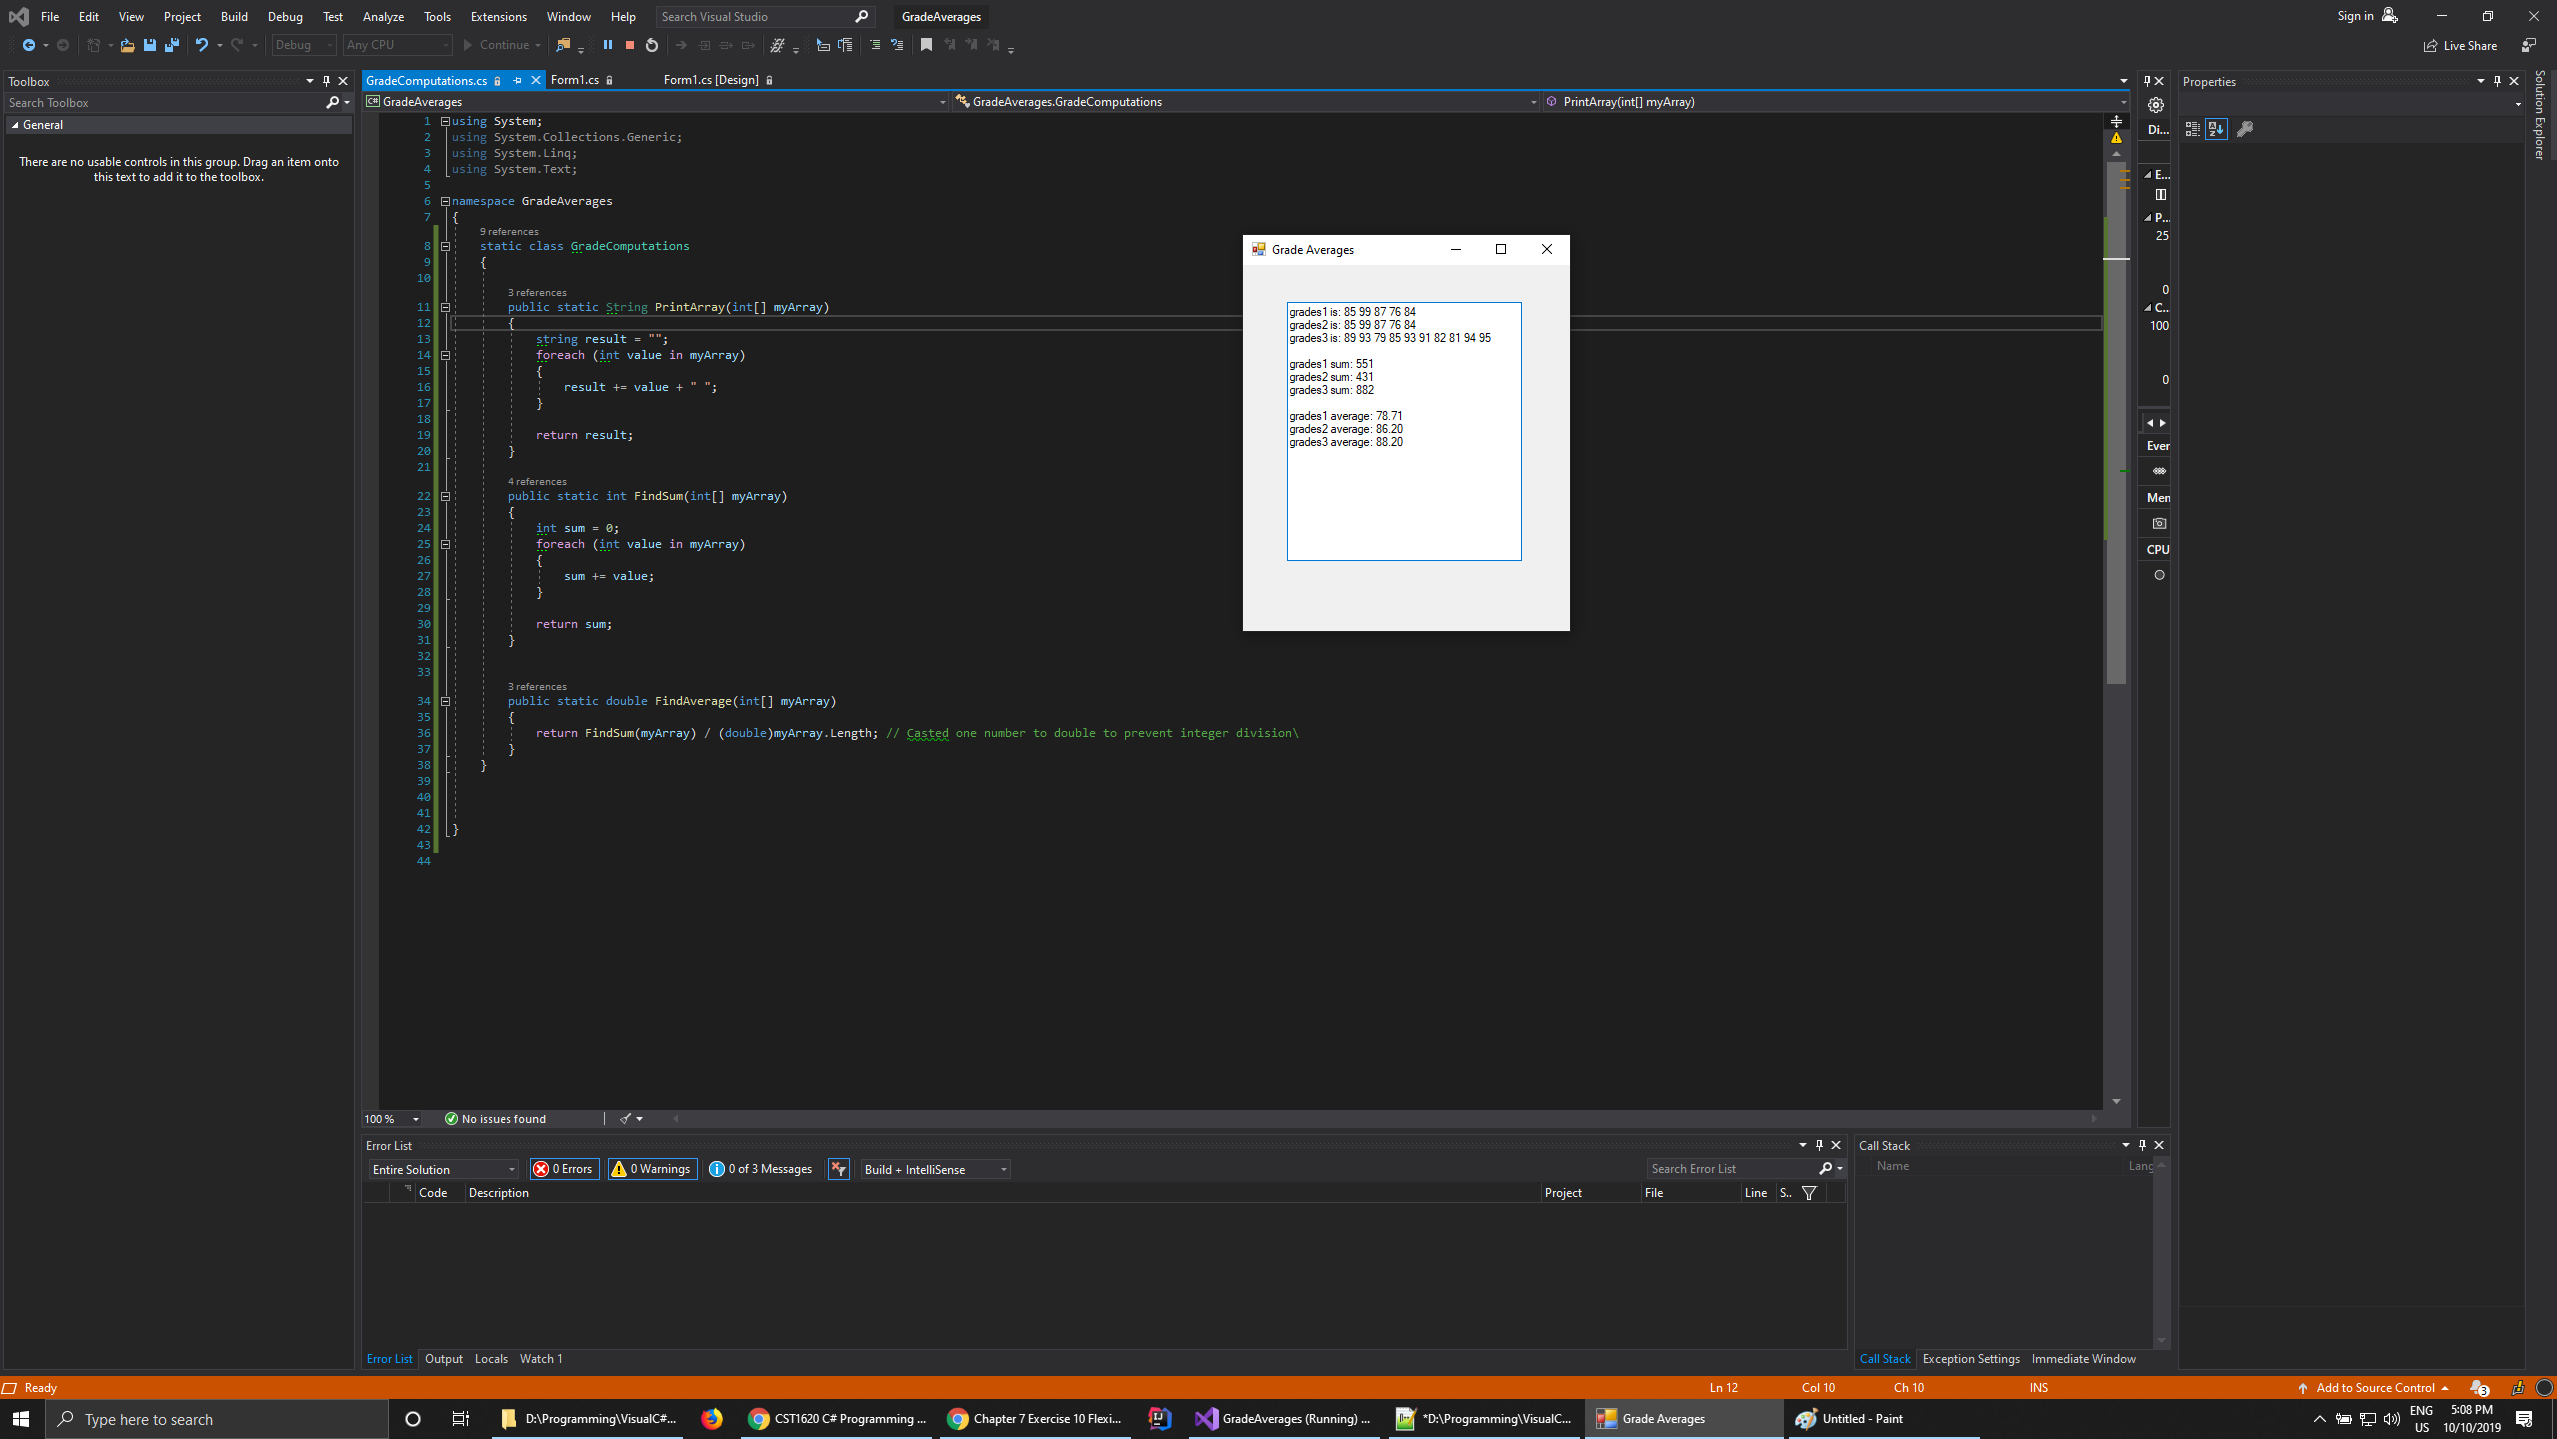 File Edit View Project Build Debug Test Analyze Tools Extensions Window Help Search Visual Studio GradeAverages Sign in
Debug Any CPU Continue Live Share
Toolbox
Search Toolbox
General
There are no usable controls in this group. Drag an item onto
this text to add it to the toolbox.
GradeComputations.cs Form1.cs Form1.cs [Design]
C# GradeAverages GradeAverages.GradeComputations PrintArray(int[] myArray)
1 using System;
2 using System.Collections.Generic;
3 using System.Linq;
4 using System.Text;
5
6 namespace GradeAverages
7 {
9 references
8 static class GradeComputations
9 {
10
3 references
11 public static String PrintArray(int[] myArray)
12 {
13 string result = "";
14 foreach (int value in myArray)
15 {
16 result += value + " ";
17 }
18
19 return result;
20 }
21
4 references
22 public static int FindSum(int[] myArray)
23 {
24 int sum = 0;
25 foreach (int value in myArray)
26 {
27 sum += value;
28 }
29
30 return sum;
31 }
32
33
3 references
34 public static double FindAverage(int[] myArray)
35 {
36 return FindSum(myArray) / (double)myArray.Length; // Casted one number to double to prevent integer division\
37 }
38 }
39
40
41
42 }
43
44
Grade Averages
grades1 is: 85 99 87 76 84
grades2 is: 85 99 87 76 84
grades3 is: 89 93 79 85 93 91 82 81 94 95
grades1 sum: 551
grades2 sum: 431
grades3 sum: 882
grades1 average: 78.71
grades2 average: 86.20
grades3 average: 88.20
Di...
E...
P...
25
0
C...
100
0
Even
Men
CPU
Properties
Solution Explorer
100 % No issues found
Error List
Entire Solution 0 Errors 0 Warnings 0 of 3 Messages Build + IntelliSense Search Error List
Code Description Project File Line S..
Error List Output Locals Watch 1
Call Stack
Name Lang
Call Stack Exception Settings Immediate Window
Ready Ln 12 Col 10 Ch 10 INS Add to Source Control 3
Type here to search D:\Programming\VisualC#... CST1620 C# Programming ... Chapter 7 Exercise 10 Flexi... GradeAverages (Running) ... *D:\Programming\VisualC... Grade Averages Untitled - Paint
ENG
US
5:08 PM
10/10/2019